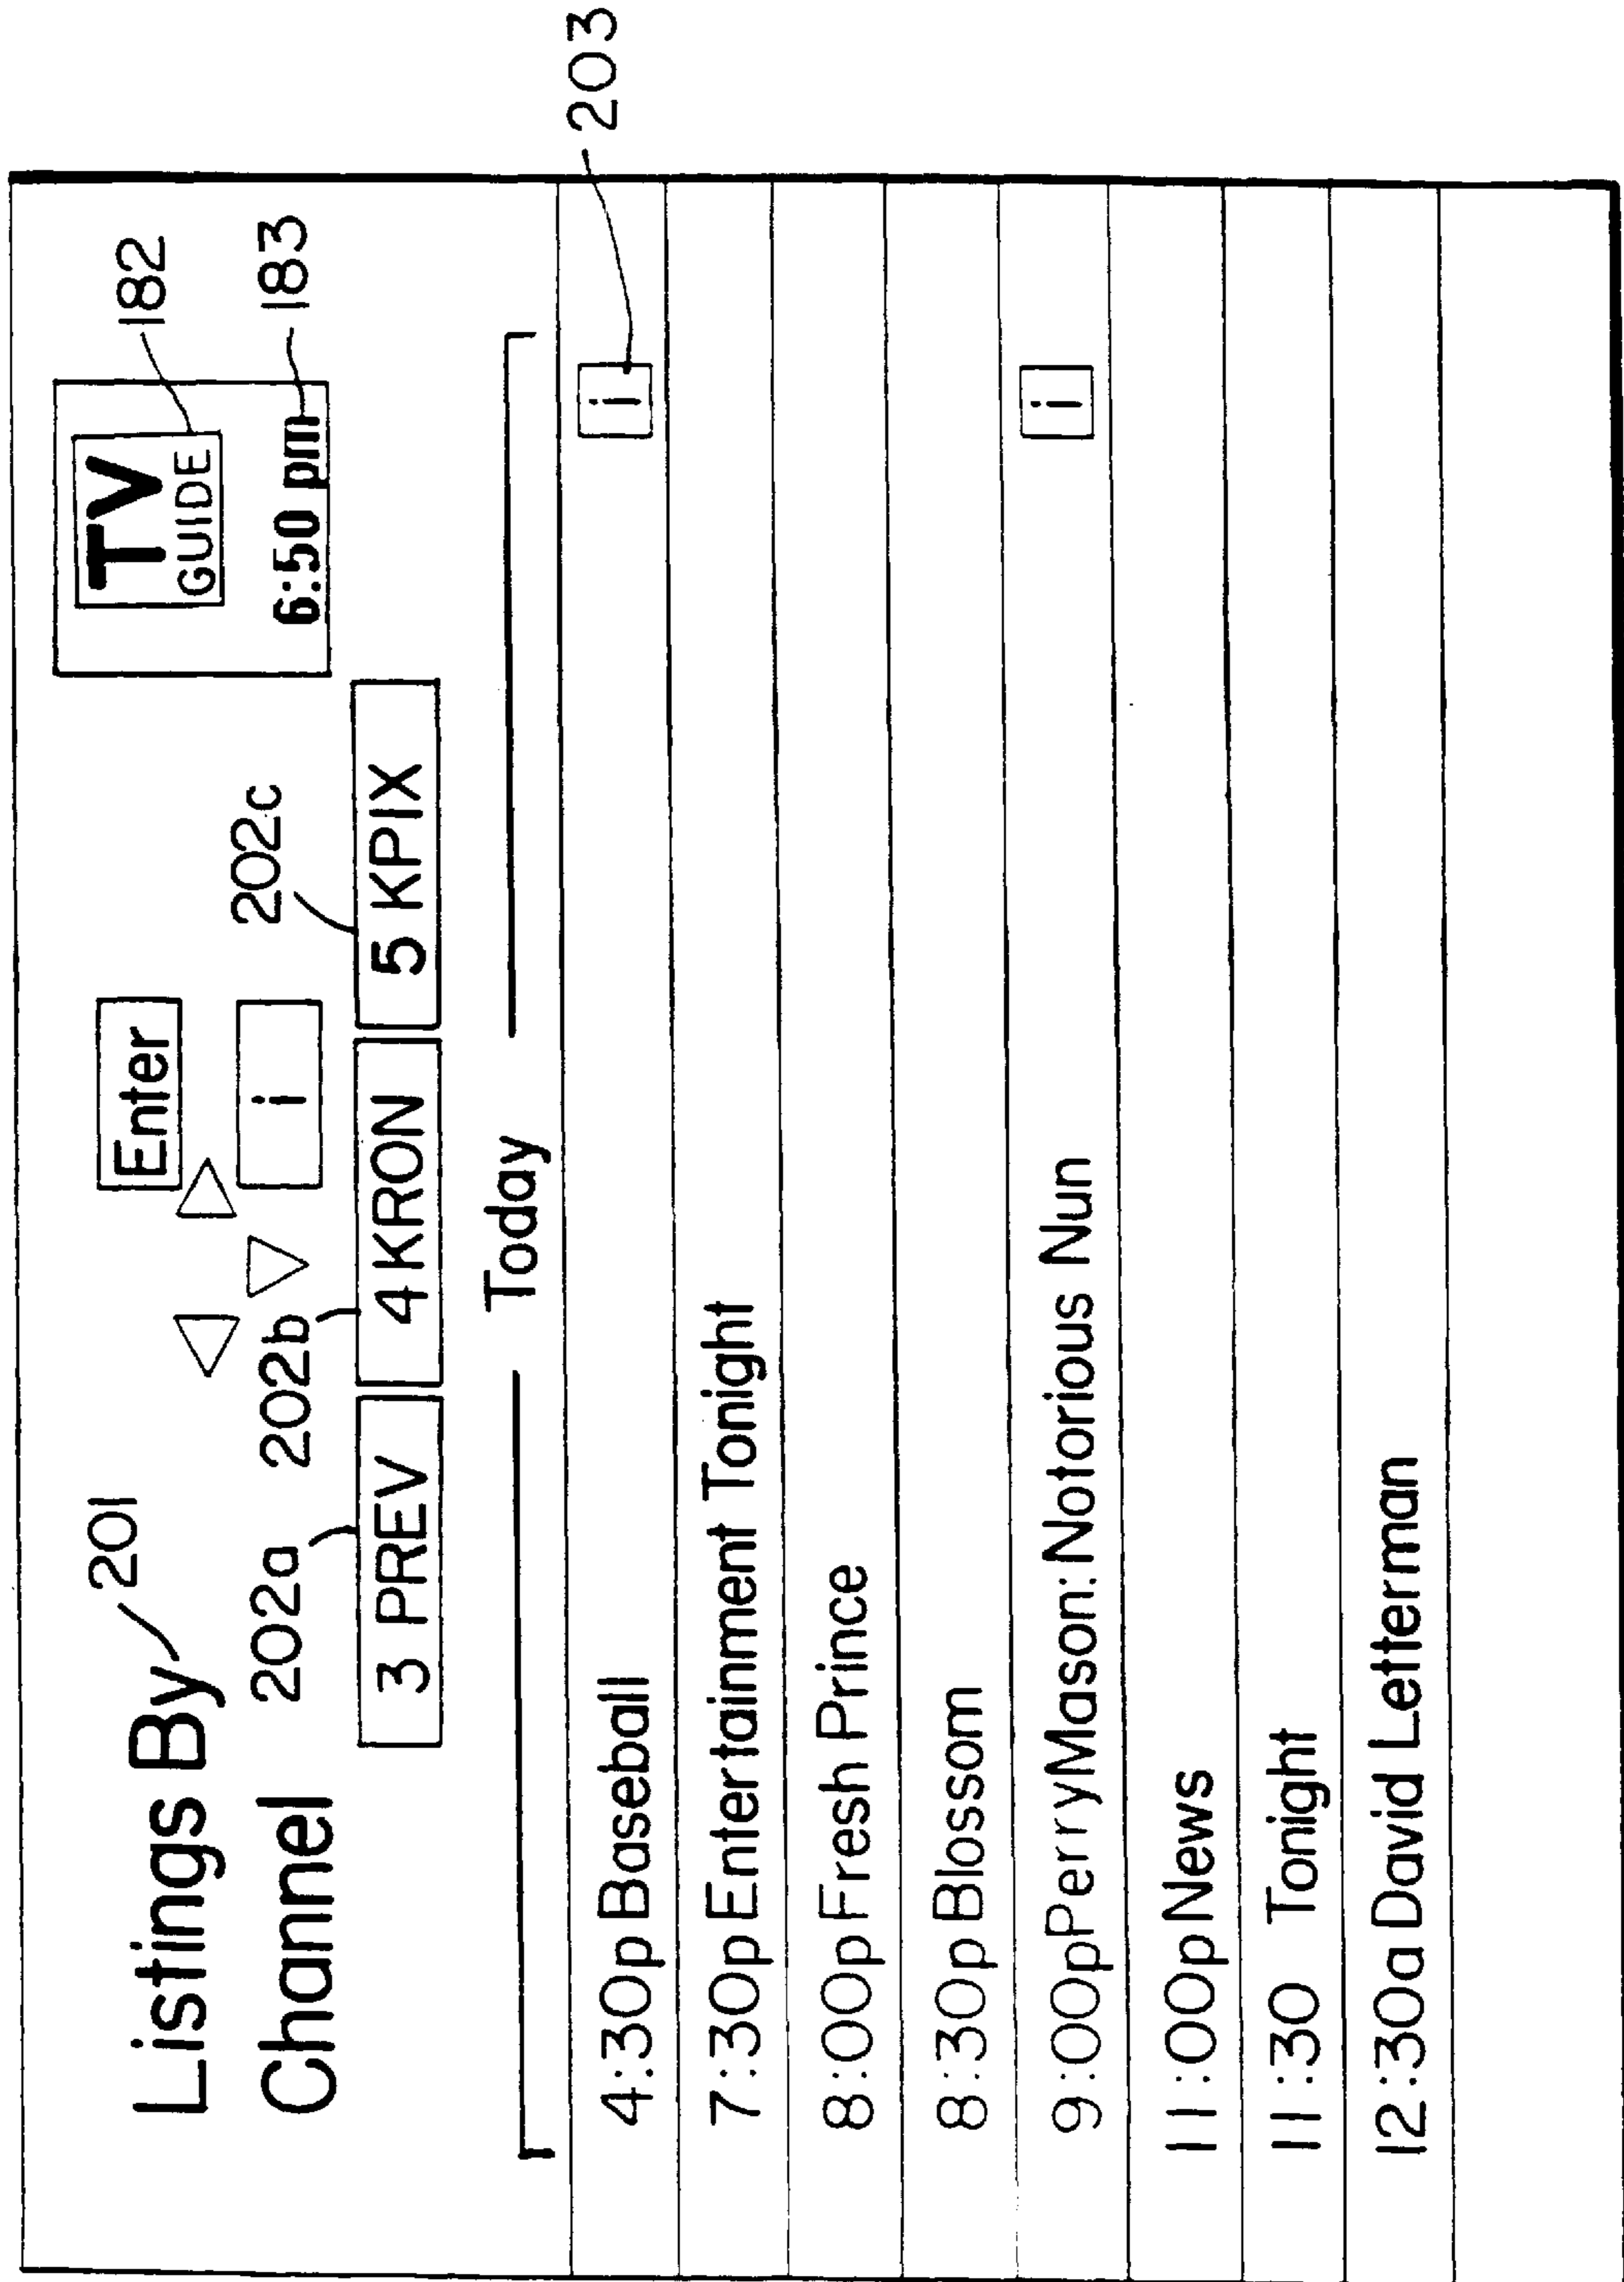 Listings By 201
Channel
Enter
i
TV
GUIDE
182
6:50 pm
183
202a
202b
202c
3 PREV
4 KRON
5 KPIX
Today
4:30p Baseball
i
203
7:30p Entertainment Tonight
8:00p Fresh Prince
8:30p Blossom
9:00p Perry Mason: Notorious Nun
i
11:00p News
11:30 Tonight
12:30a David Letterman